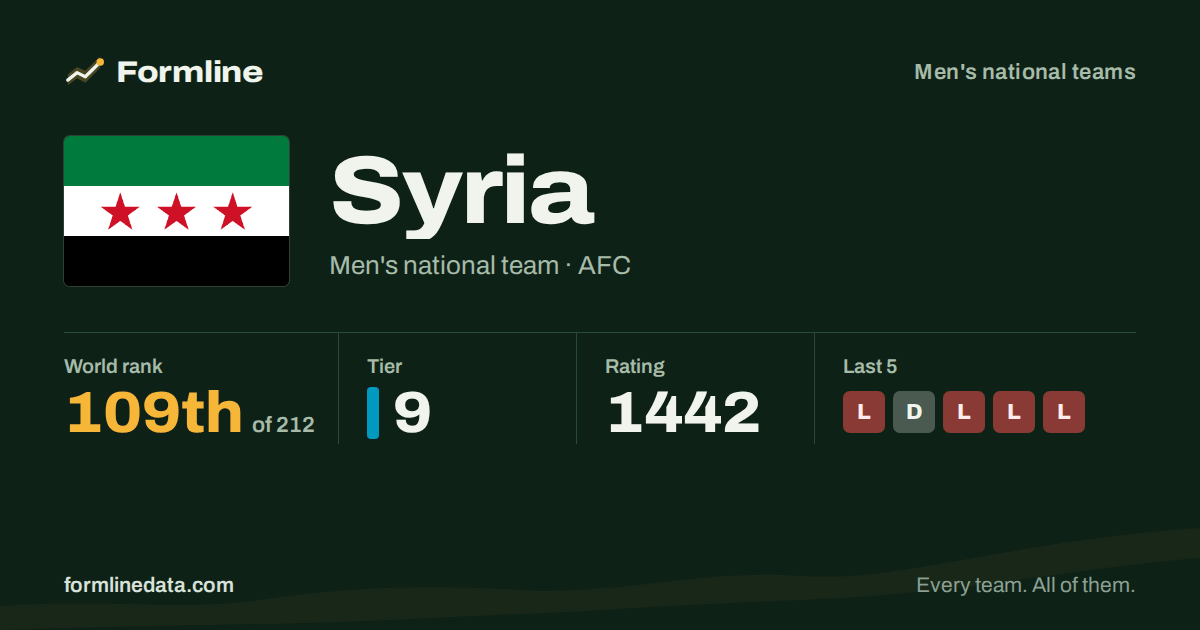 Formline
Men's national teams
Syria
Men's national team · AFC
World rank
109th of 212
Tier
9
Rating
1442
Last 5
L D L L L
formlinedata.com
Every team. All of them.